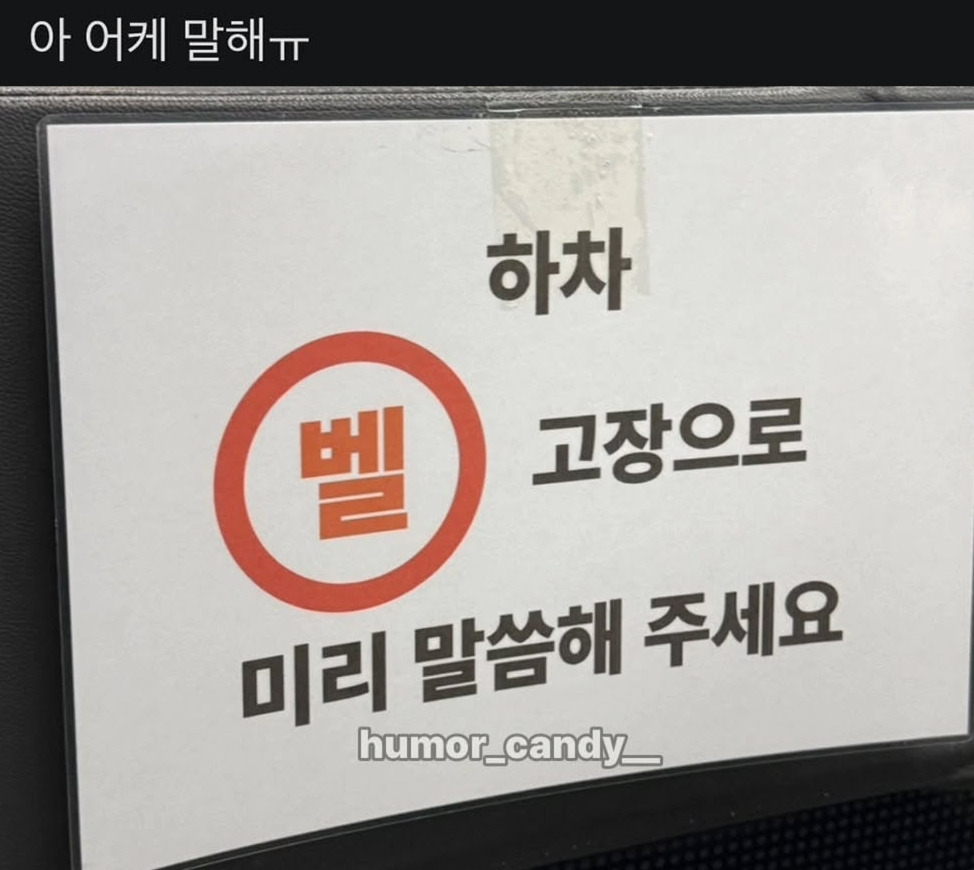 아 어케 말해ㅠ
하차
벨 고장으로
미리 말씀해 주세요
humor_candy__